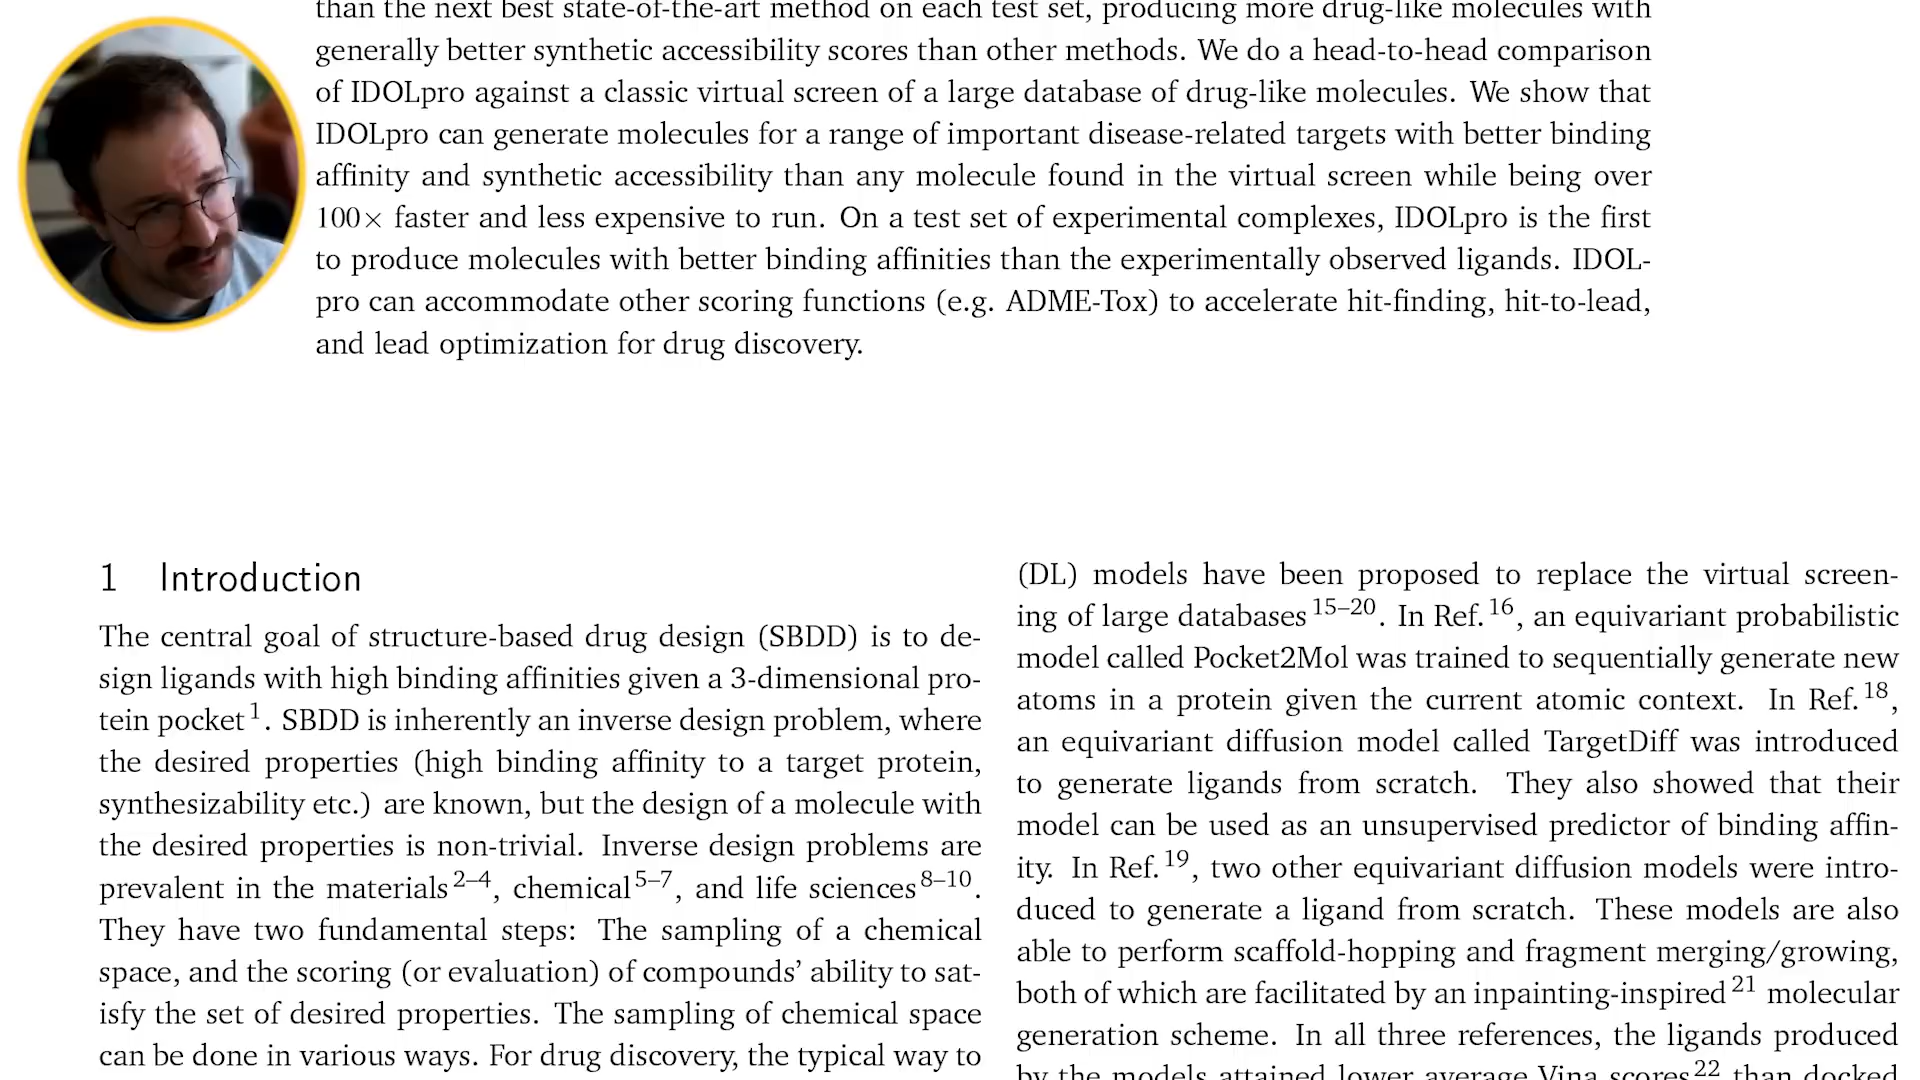 than the next best state-of-the-art method on each test set, producing more drug-like molecules with
generally better synthetic accessibility scores than other methods. We do a head-to-head comparison
of IDOLpro against a classic virtual screen of a large database of drug-like molecules. We show that
IDOLpro can generate molecules for a range of important disease-related targets with better binding
affinity and synthetic accessibility than any molecule found in the virtual screen while being over
100× faster and less expensive to run. On a test set of experimental complexes, IDOLpro is the first
to produce molecules with better binding affinities than the experimentally observed ligands. IDOL-
pro can accommodate other scoring functions (e.g. ADME-Tox) to accelerate hit-finding, hit-to-lead,
and lead optimization for drug discovery.
1 Introduction
The central goal of structure-based drug design (SBDD) is to de-
sign ligands with high binding affinities given a 3-dimensional pro-
tein pocket 1. SBDD is inherently an inverse design problem, where
the desired properties (high binding affinity to a target protein,
synthesizability etc.) are known, but the design of a molecule with
the desired properties is non-trivial. Inverse design problems are
prevalent in the materials 2–4, chemical 5–7, and life sciences 8–10.
They have two fundamental steps: The sampling of a chemical
space, and the scoring (or evaluation) of compounds’ ability to sat-
isfy the set of desired properties. The sampling of chemical space
can be done in various ways. For drug discovery, the typical way to
(DL) models have been proposed to replace the virtual screen-
ing of large databases 15–20. In Ref. 16, an equivariant probabilistic
model called Pocket2Mol was trained to sequentially generate new
atoms in a protein given the current atomic context. In Ref. 18,
an equivariant diffusion model called TargetDiff was introduced
to generate ligands from scratch. They also showed that their
model can be used as an unsupervised predictor of binding affin-
ity. In Ref. 19, two other equivariant diffusion models were intro-
duced to generate a ligand from scratch. These models are also
able to perform scaffold-hopping and fragment merging/growing,
both of which are facilitated by an inpainting-inspired 21 molecular
generation scheme. In all three references, the ligands produced
by the models attained lower average Vina scores 22 than docked